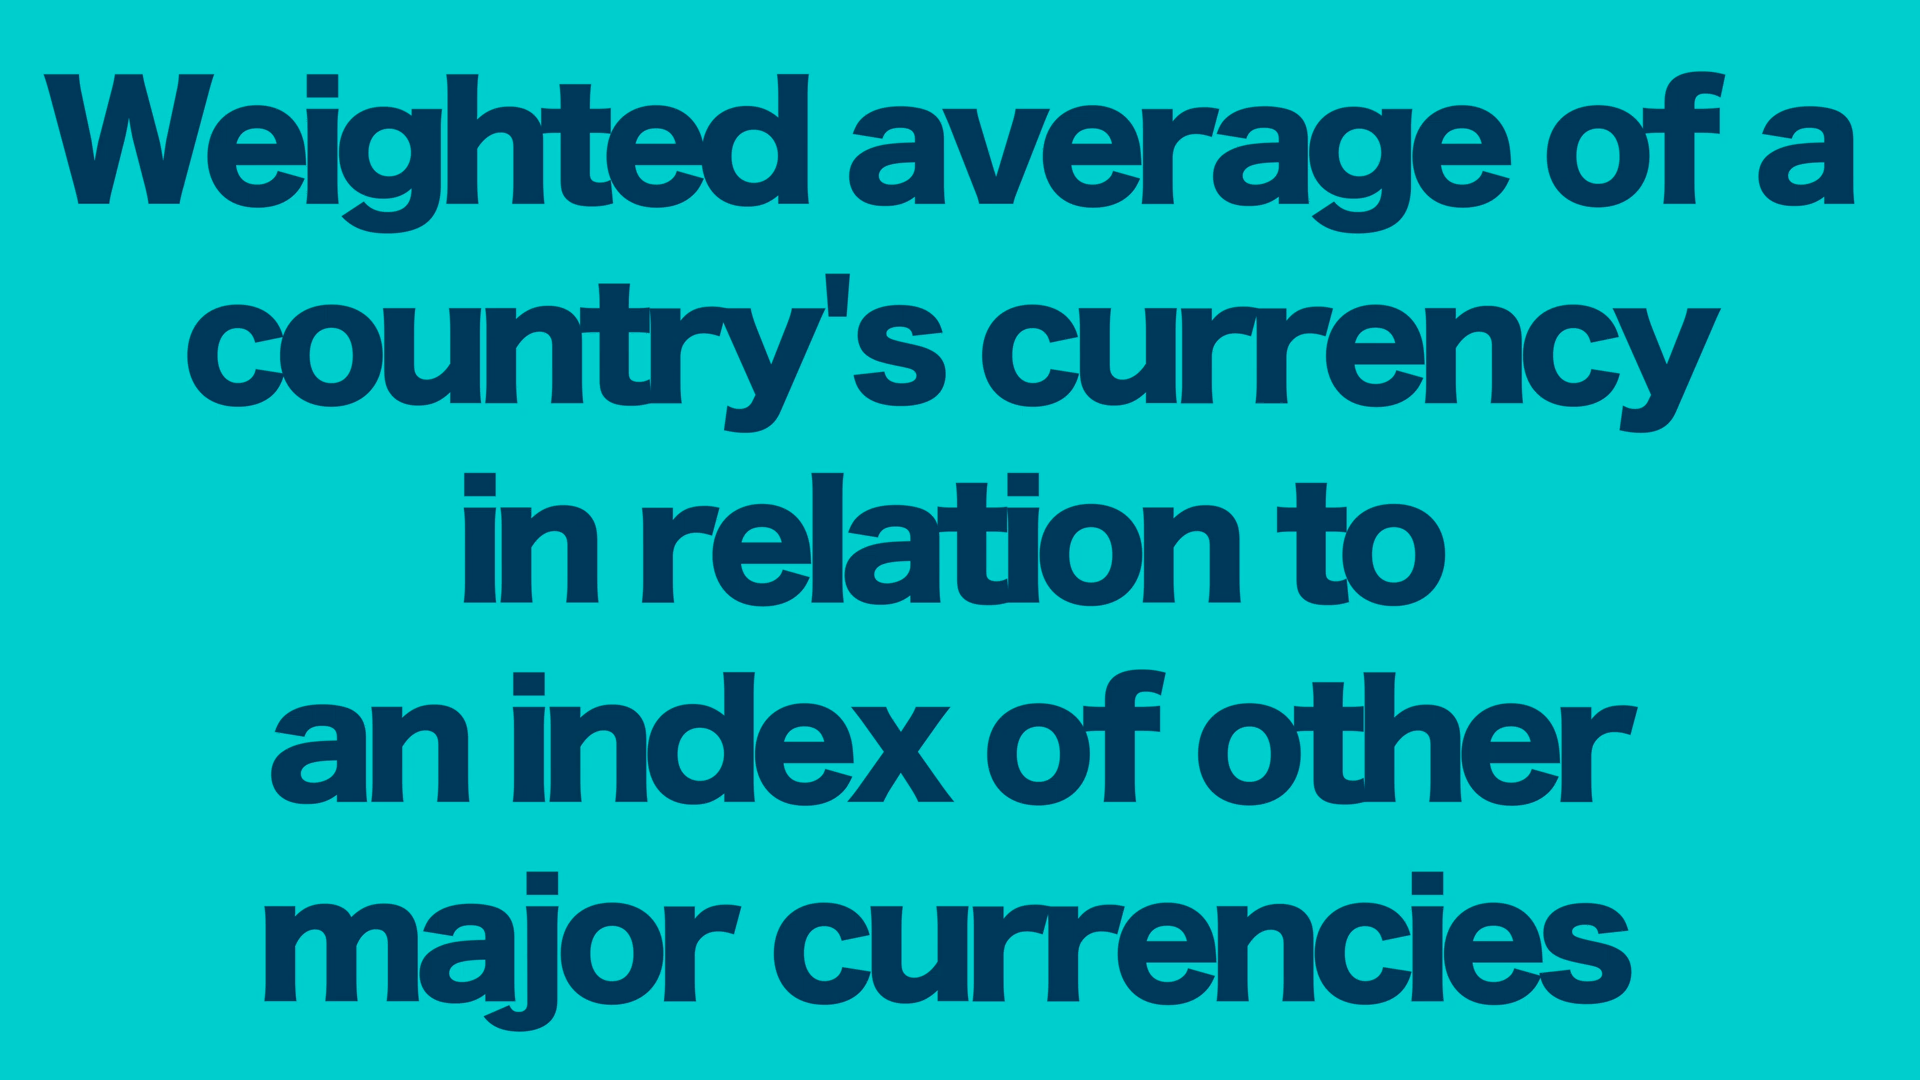 Weighted average of a
country's currency
in relation to
an index of other
major currencies